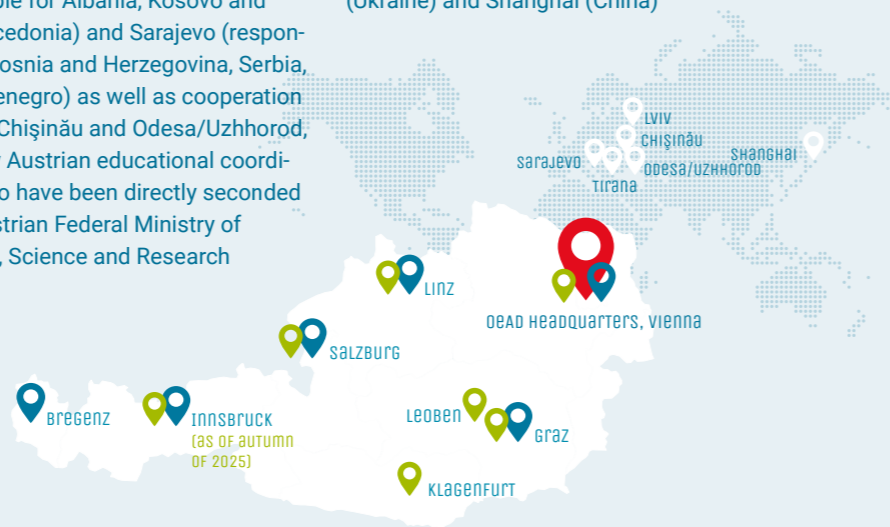 ble for Albania, Kosovo and
cedonia) and Sarajevo (respon-
osnia and Herzegovina, Serbia,
enegro) as well as cooperation
Chişinău and Odesa/Uzhhorod,
Austrian educational coordi-
o have been directly seconded
strian Federal Ministry of
, Science and Research
(Ukraine) and Shanghai (China)
LVIV
CHIŞINĂU
SARAJEVO
ODESA/UZHHOROD
SHANGHAI
TIRANA
LINZ
OEAD HEADQUARTERS, VIENNA
SALZBURG
BREGENZ
INNSBRUCK
(AS OF AUTUMN
OF 2025)
LEOBEN
GRAZ
KLAGENFURT